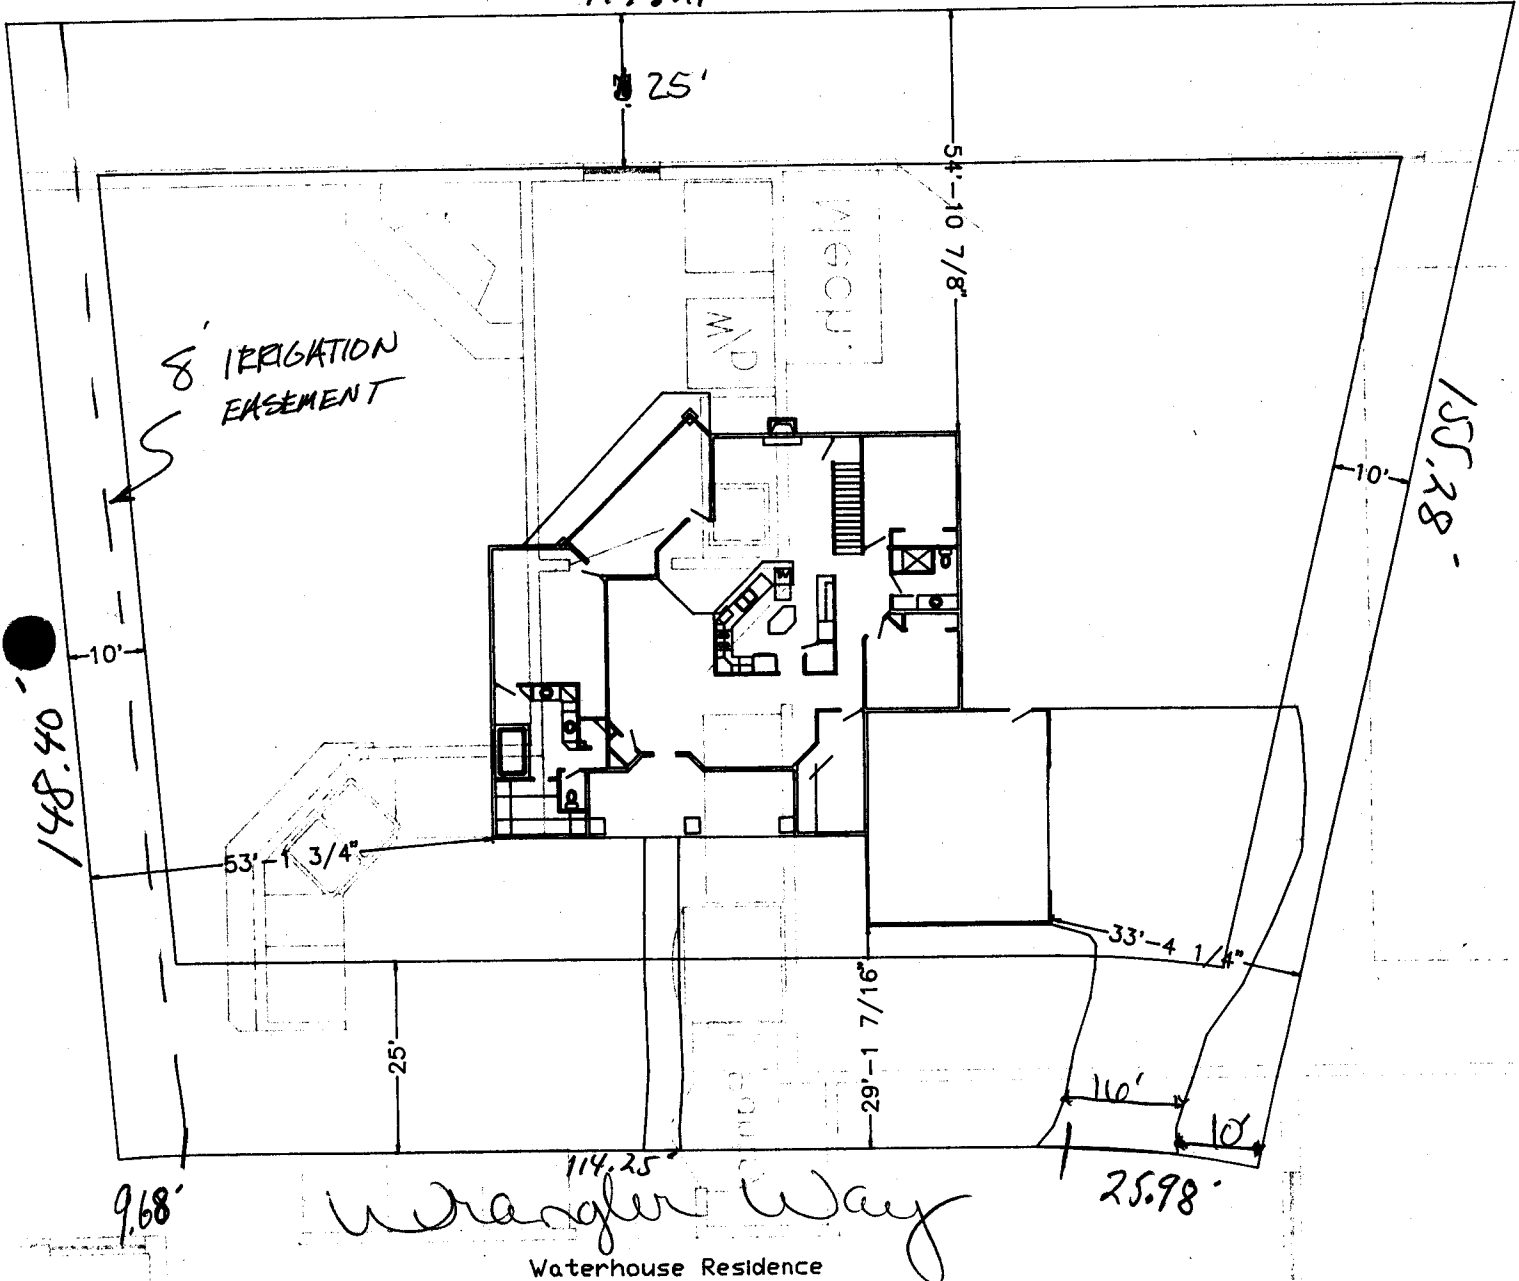 25'
54'-10 7/8"
8' IRRIGATION
EASEMENT
Mech.
W/D
155.28'
10'
10'
148.40'
53'-1 3/4"
33'-4 1/4"
25'
29'-1 7/16"
16'
10'
114.25'
9.68'
25.98'
Wrangler Way
Waterhouse Residence